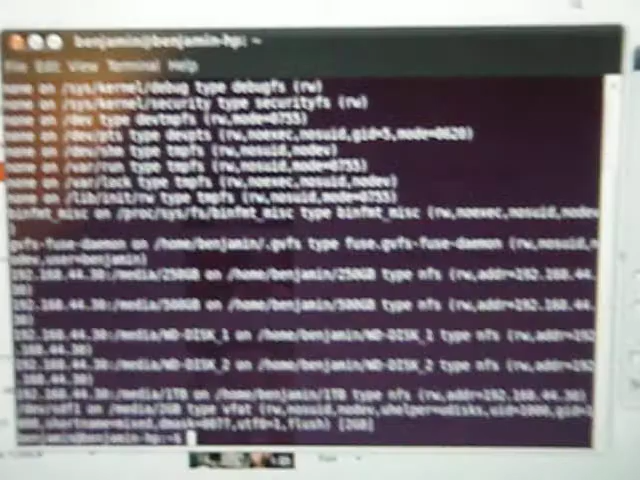 benjamin@benjamin-hp: ~
File Edit View Terminal Help
none on /sys/kernel/debug type debugfs (rw)
none on /sys/kernel/security type securityfs (rw)
none on /dev type devtmpfs (rw,mode=0755)
none on /dev/pts type devpts (rw,noexec,nosuid,gid=5,mode=0620)
none on /dev/shm type tmpfs (rw,nosuid,nodev)
none on /var/run type tmpfs (rw,nosuid,mode=0755)
none on /var/lock type tmpfs (rw,noexec,nosuid,nodev)
none on /lib/init/rw type tmpfs (rw,nosuid,mode=0755)
binfmt_misc on /proc/sys/fs/binfmt_misc type binfmt_misc (rw,noexec,nosuid,nodev
)
gvfs-fuse-daemon on /home/benjamin/.gvfs type fuse.gvfs-fuse-daemon (rw,nosuid,n
odev,user=benjamin)
192.168.44.30:/media/250GB on /home/benjamin/250GB type nfs (rw,addr=192.168.44.
30)
192.168.44.30:/media/500GB on /home/benjamin/500GB type nfs (rw,addr=192.168.44.
30)
192.168.44.30:/media/WD-DISK_1 on /home/benjamin/WD-DISK_1 type nfs (rw,addr=192
.168.44.30)
192.168.44.30:/media/WD-DISK_2 on /home/benjamin/WD-DISK_2 type nfs (rw,addr=192
.168.44.30)
192.168.44.30:/media/1TB on /home/benjamin/1TB type nfs (rw,addr=192.168.44.30)
/dev/sdf1 on /media/2GB type vfat (rw,nosuid,nodev,uhelper=udisks,uid=1000,gid=1
000,shortname=mixed,dmask=0077,utf8=1,flush) [2GB]
benjamin@benjamin-hp:~$